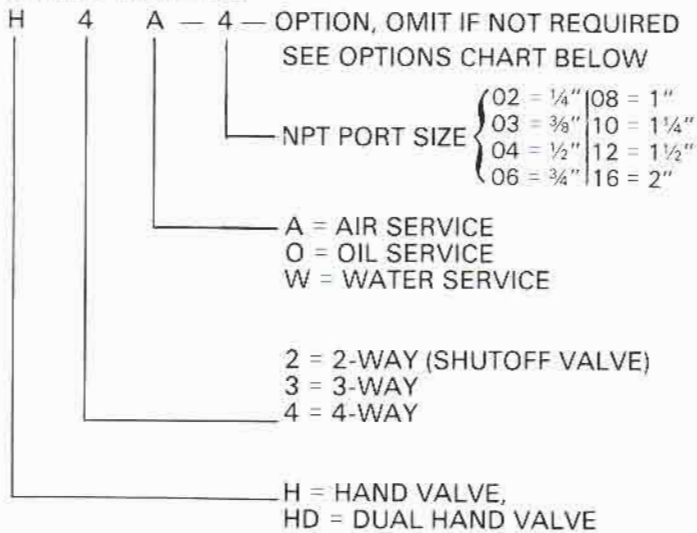 H 4 A — 4 — OPTION, OMIT IF NOT REQUIRED
SEE OPTIONS CHART BELOW
NPT PORT SIZE
02 = ¼" 08 = 1"
03 = ⅜" 10 = 1¼"
04 = ½" 12 = 1½"
06 = ¾" 16 = 2"
A = AIR SERVICE
O = OIL SERVICE
W = WATER SERVICE
2 = 2-WAY (SHUTOFF VALVE)
3 = 3-WAY
4 = 4-WAY
H = HAND VALVE,
HD = DUAL HAND VALVE